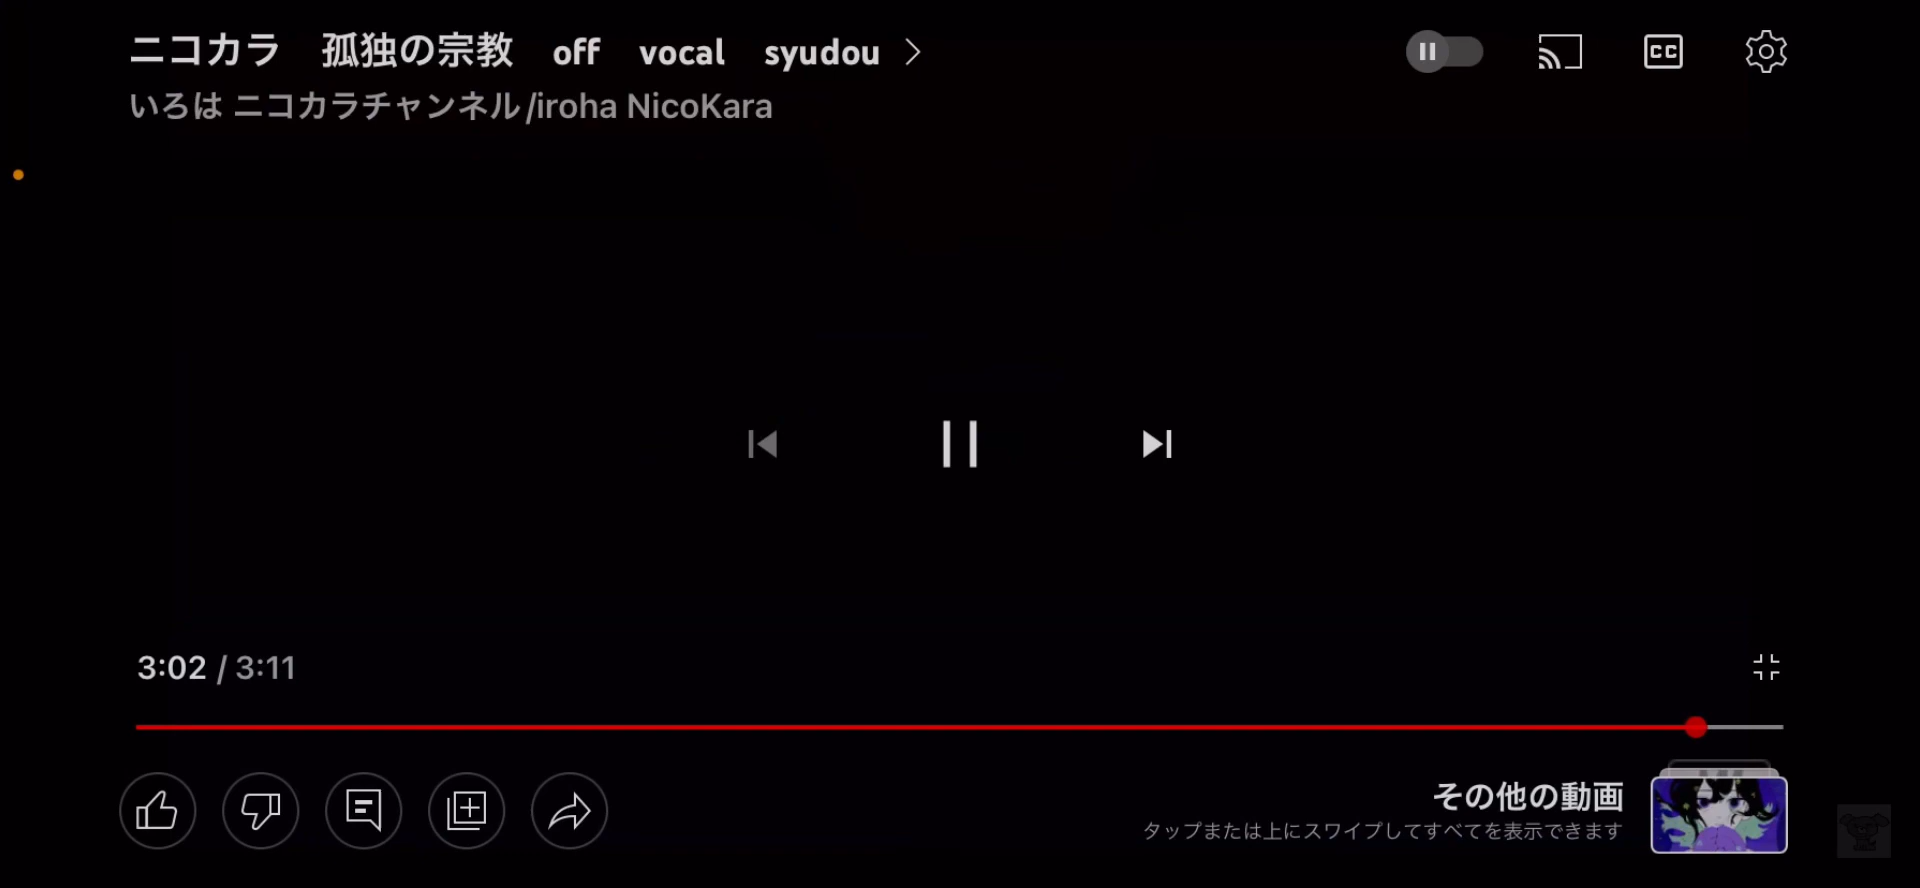 ニコカラ　孤独の宗教　off　vocal　syudou
いろは ニコカラチャンネル/iroha NicoKara
CC
3:02 / 3:11
その他の動画
タップまたは上にスワイプしてすべてを表示できます